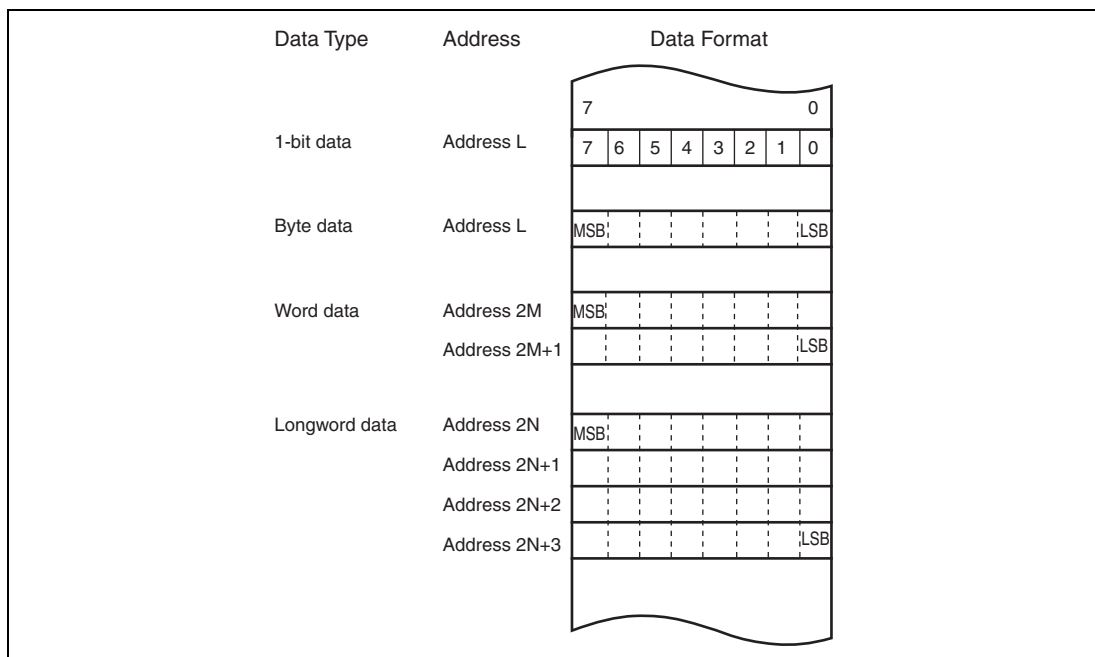 Data Type Address Data Format
7 0
1-bit data Address L 7 6 5 4 3 2 1 0
Byte data Address L MSB LSB
Word data Address 2M MSB
Address 2M+1 LSB
Longword data Address 2N MSB
Address 2N+1
Address 2N+2
Address 2N+3 LSB